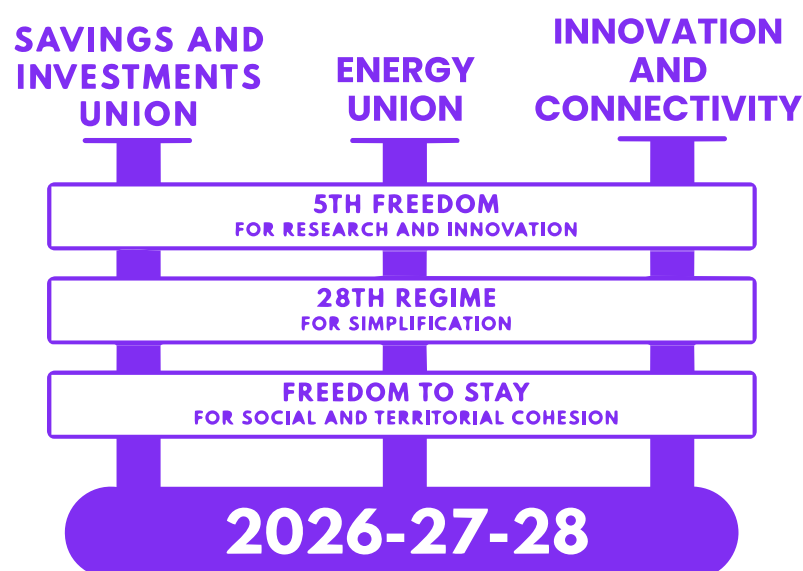 SAVINGS AND
INVESTMENTS
UNION
ENERGY
UNION
INNOVATION
AND
CONNECTIVITY
5TH FREEDOM
FOR RESEARCH AND INNOVATION
28TH REGIME
FOR SIMPLIFICATION
FREEDOM TO STAY
FOR SOCIAL AND TERRITORIAL COHESION
2026-27-28